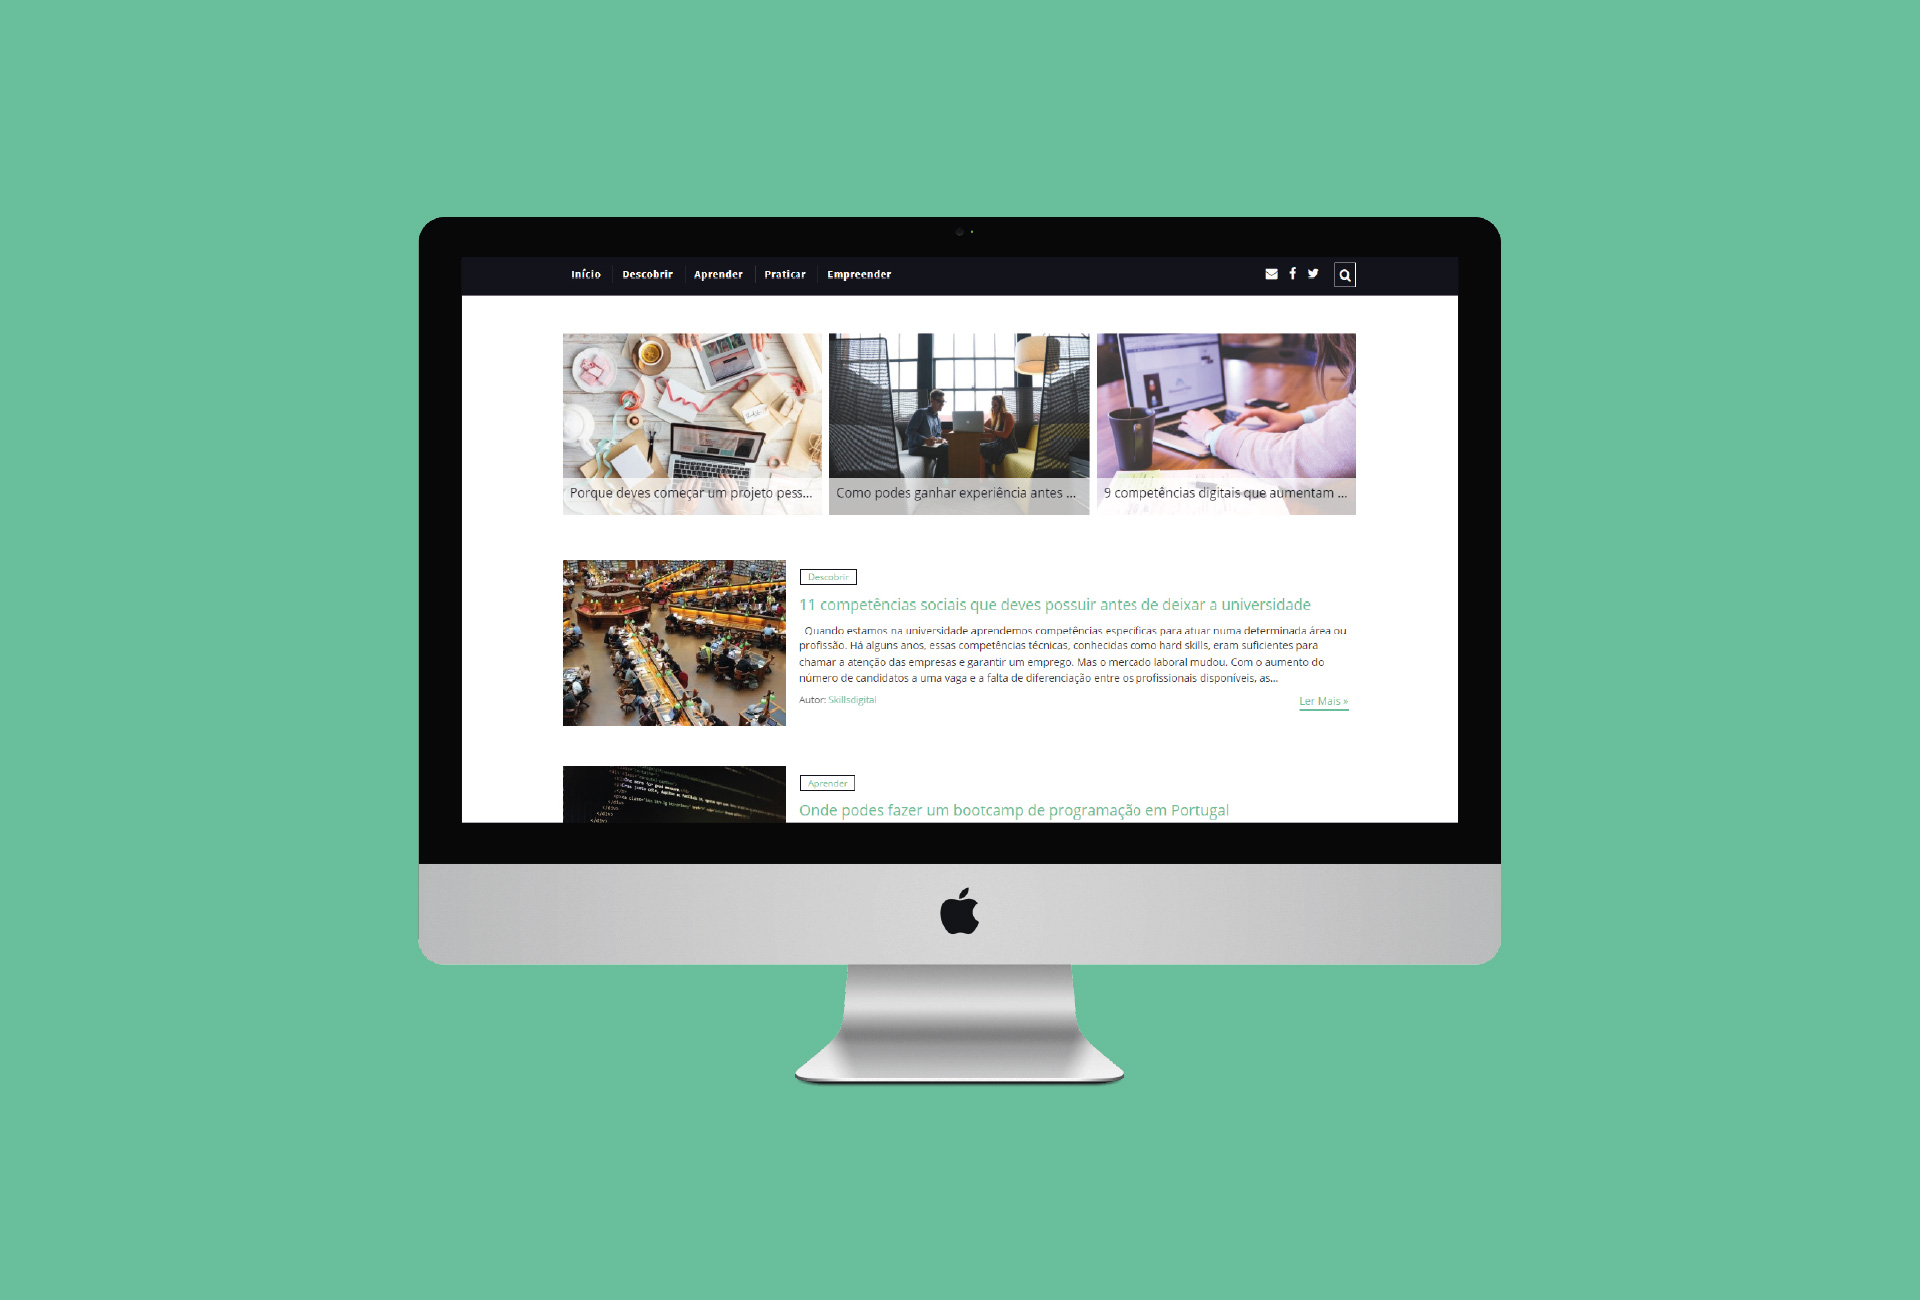 Início Descobrir Aprender Praticar Empreender
Porque deves começar um projeto pess...
Como podes ganhar experiência antes ...
9 competências digitais que aumentam ...
Descobrir
11 competências sociais que deves possuir antes de deixar a universidade
Quando estamos na universidade aprendemos competências específicas para atuar numa determinada área ou
profissão. Há alguns anos, essas competências técnicas, conhecidas como hard skills, eram suficientes para
chamar a atenção das empresas e garantir um emprego. Mas o mercado laboral mudou. Com o aumento do
número de candidatos a uma vaga e a falta de diferenciação entre os profissionais disponíveis, as...
Autor: Skillsdigital
Ler Mais »
Aprender
Onde podes fazer um bootcamp de programação em Portugal